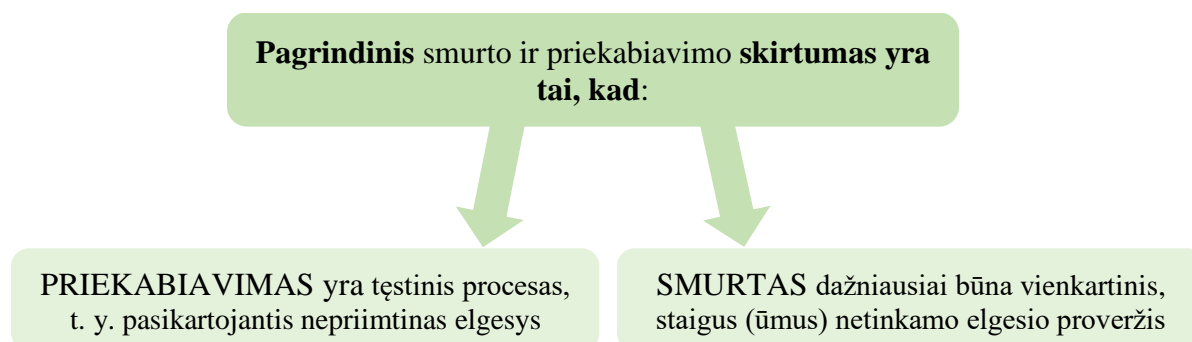 Pagrindinis smurto ir priekabiavimo skirtumas yra
tai, kad:
PRIEKABIAVIMAS yra tęstinis procesas,
t. y. pasikartojantis nepriimtinas elgesys
SMURTAS dažniausiai būna vienkartinis,
staigus (ūmus) netinkamo elgesio proveržis